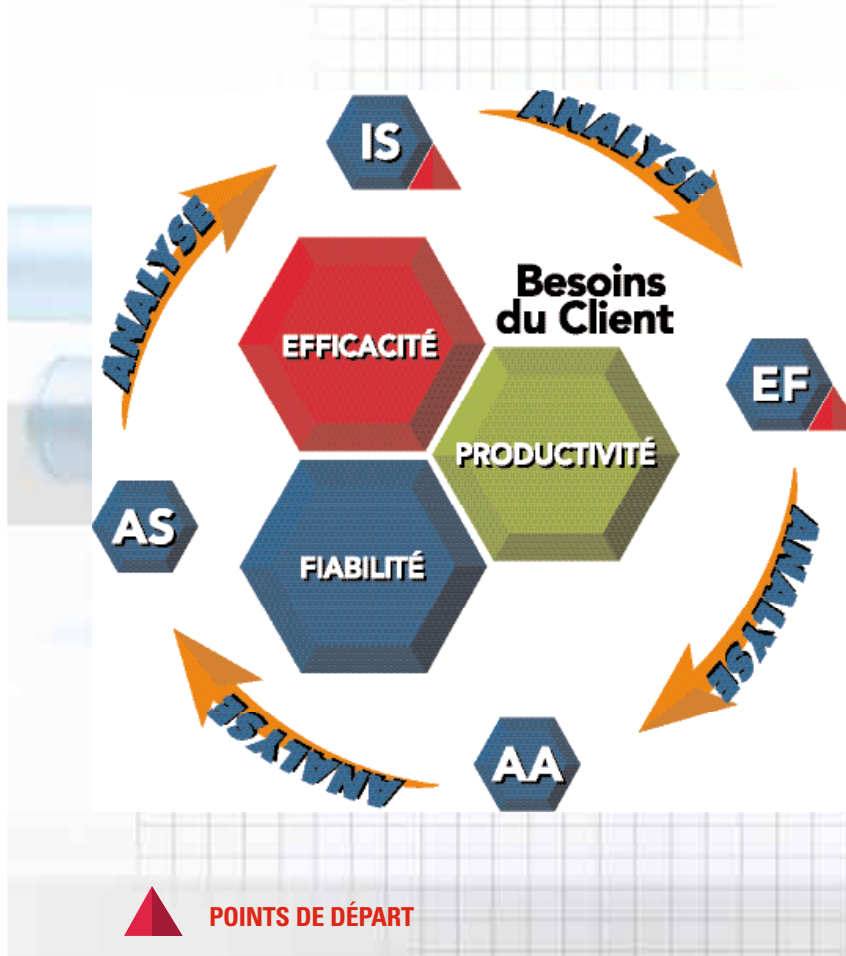 IS
ANALYSE
ANALYSE
Besoins
du Client
EFFICACITÉ
EF
PRODUCTIVITÉ
AS
FIABILITÉ
ANALYSE
ANALYSE
AA
POINTS DE DÉPART